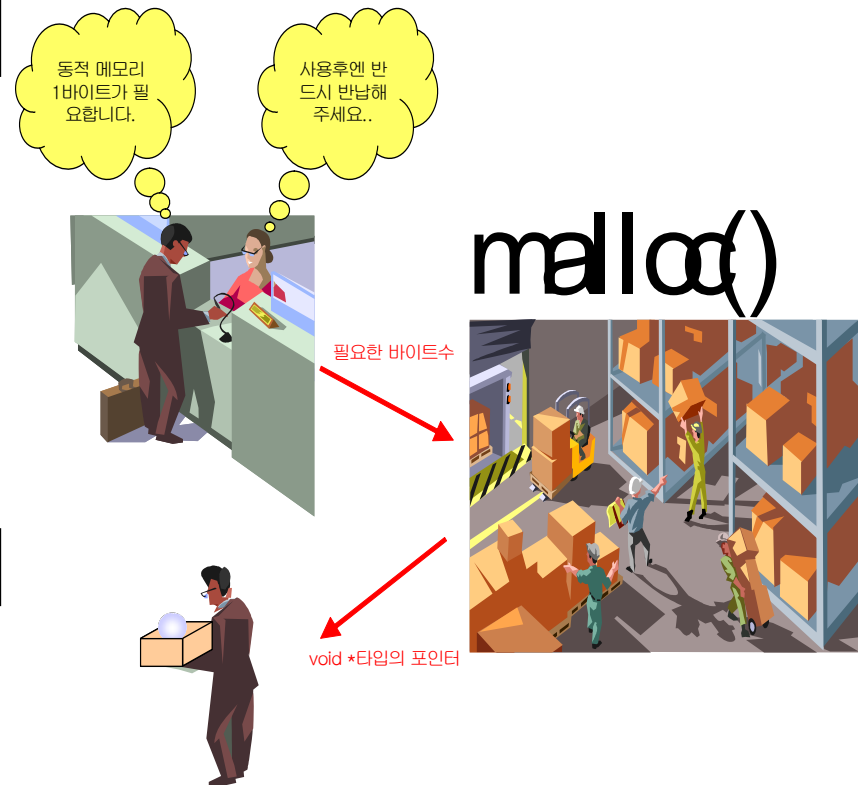 동적 메모리
1바이트가 필
요합니다.
사용후엔 반
드시 반납해
주세요..
malloc()
필요한 바이트수
void *타입의 포인터